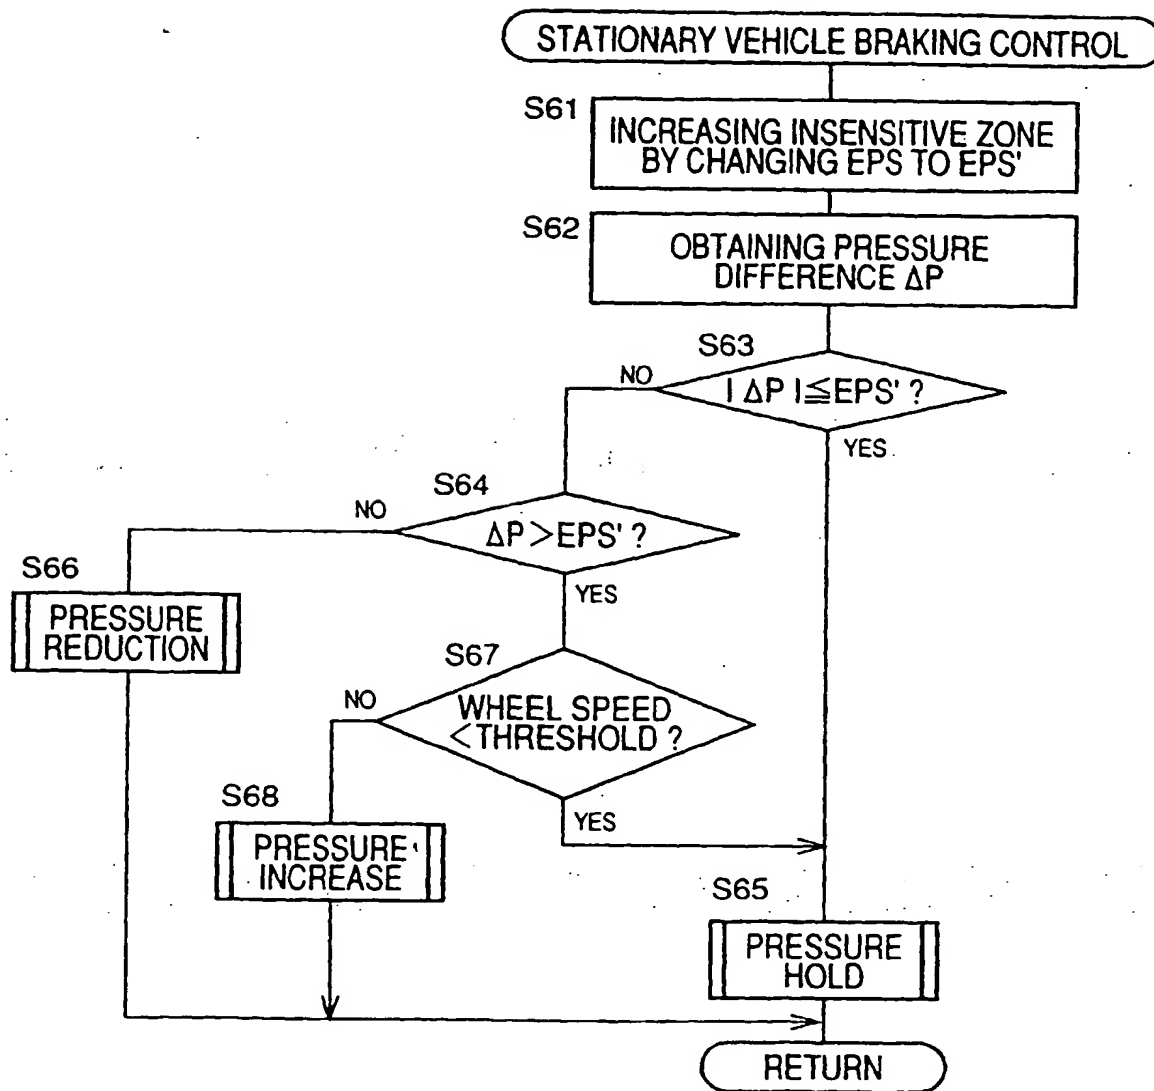 STATIONARY VEHICLE BRAKING CONTROL
S61
INCREASING INSENSITIVE ZONE
BY CHANGING EPS TO EPS'
S62
OBTAINING PRESSURE
DIFFERENCE ΔP
S63
NO
| ΔP |≦EPS' ?
YES
S64
NO
ΔP>EPS' ?
YES
S66
PRESSURE
REDUCTION
S67
NO
WHEEL SPEED
<THRESHOLD ?
YES
S68
PRESSURE
INCREASE
S65
PRESSURE
HOLD
RETURN